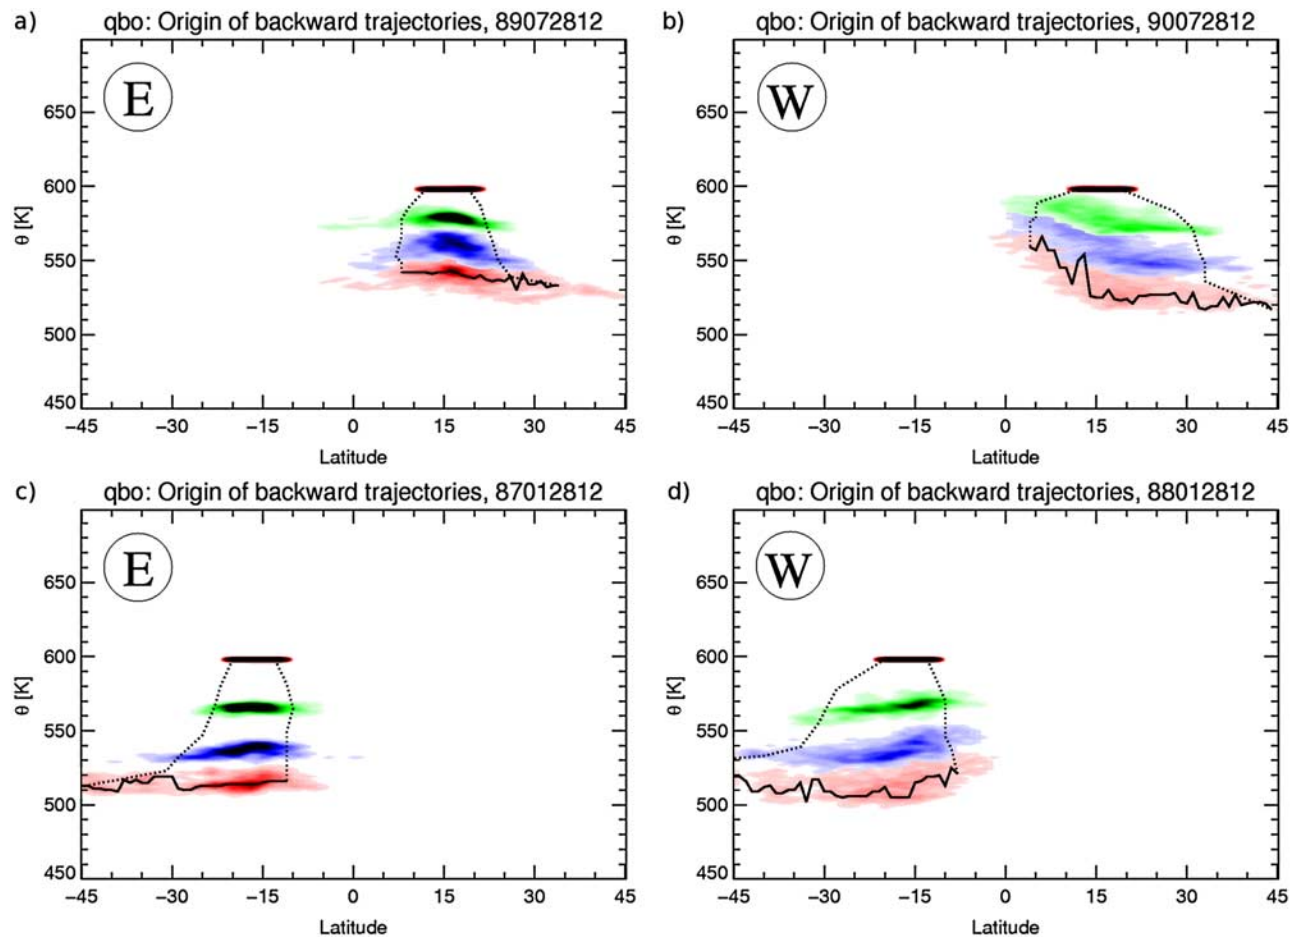 a) qbo: Origin of backward trajectories, 89072812
E
θ [K]
650
600
550
500
450
−45 −30 −15 0 15 30 45
Latitude
b) qbo: Origin of backward trajectories, 90072812
W
θ [K]
650
600
550
500
450
−45 −30 −15 0 15 30 45
Latitude
c) qbo: Origin of backward trajectories, 87012812
E
θ [K]
650
600
550
500
450
−45 −30 −15 0 15 30 45
Latitude
d) qbo: Origin of backward trajectories, 88012812
W
θ [K]
650
600
550
500
450
−45 −30 −15 0 15 30 45
Latitude